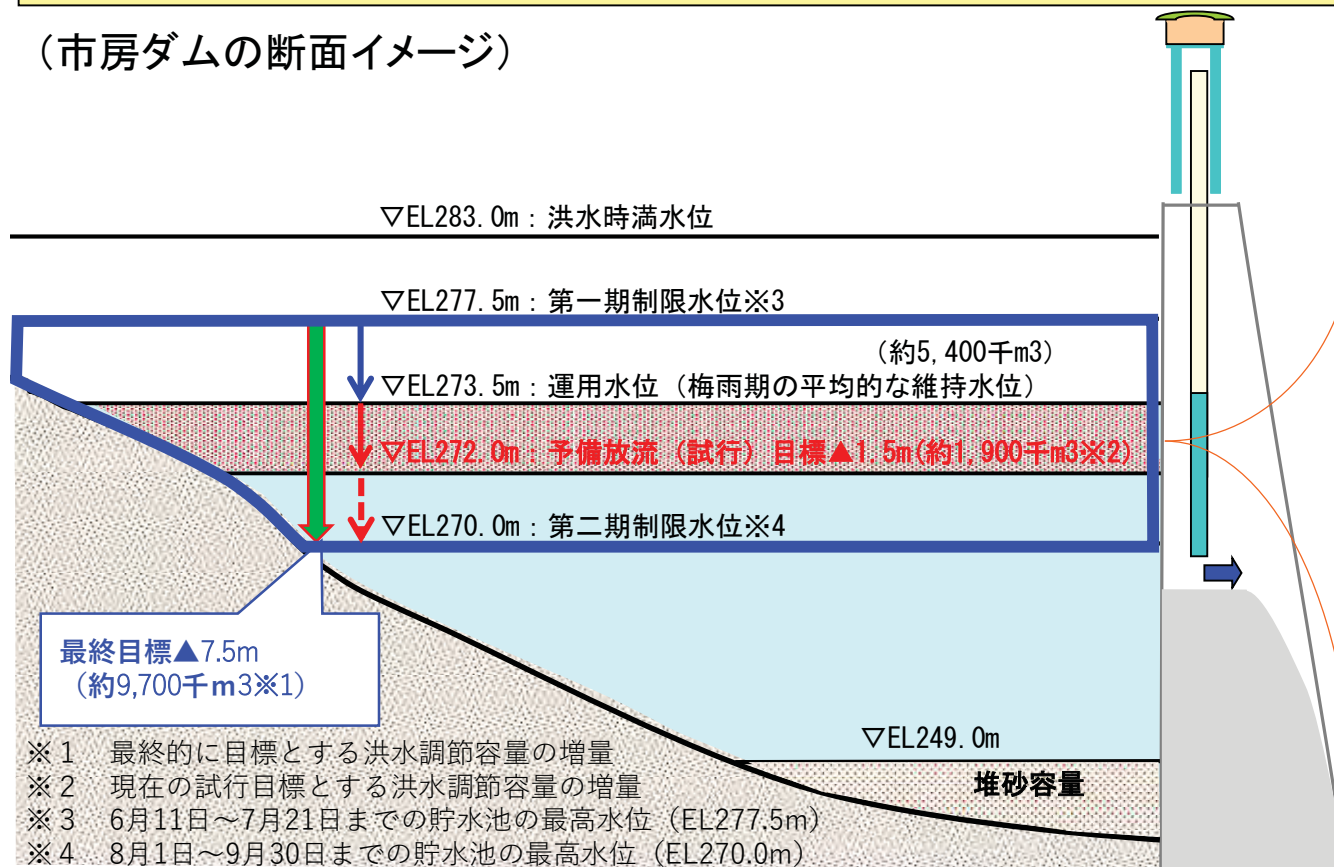 （市房ダムの断面イメージ）
▽EL283.0m：洪水時満水位
▽EL277.5m：第一期制限水位※3
（約5,400千m3）
▽EL273.5m：運用水位（梅雨期の平均的な維持水位）
▽EL272.0m：予備放流（試行）目標▲1.5m(約1,900千m3※2)
▽EL270.0m：第二期制限水位※4
最終目標▲7.5m
（約9,700千m3※1）
▽EL249.0m
堆砂容量
※１　最終的に目標とする洪水調節容量の増量
※２　現在の試行目標とする洪水調節容量の増量
※３　6月11日～7月21日までの貯水池の最高水位（EL277.5m）
※４　8月1日～9月30日までの貯水池の最高水位（EL270.0m）